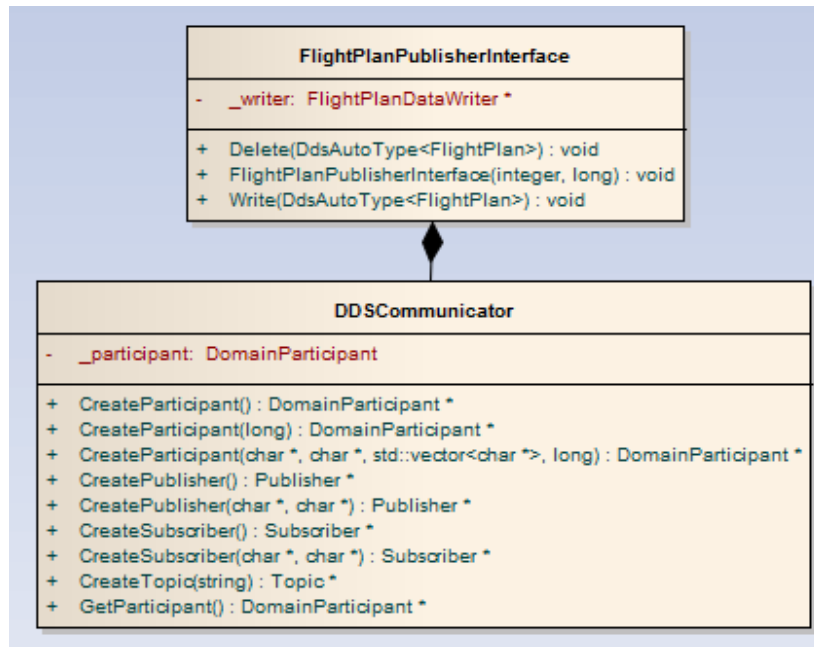 FlightPlanPublisherInterface
- _writer: FlightPlanDataWriter *
+ Delete(DdsAutoType<FlightPlan>) : void
+ FlightPlanPublisherInterface(integer, long) : void
+ Write(DdsAutoType<FlightPlan>) : void
DDSCommunicator
- _participant: DomainParticipant
+ CreateParticipant() : DomainParticipant *
+ CreateParticipant(long) : DomainParticipant *
+ CreateParticipant(char *, char *, std::vector<char *>, long) : DomainParticipant *
+ CreatePublisher() : Publisher *
+ CreatePublisher(char *, char *) : Publisher *
+ CreateSubscriber() : Subscriber *
+ CreateSubscriber(char *, char *) : Subscriber *
+ CreateTopic(string) : Topic *
+ GetParticipant() : DomainParticipant *